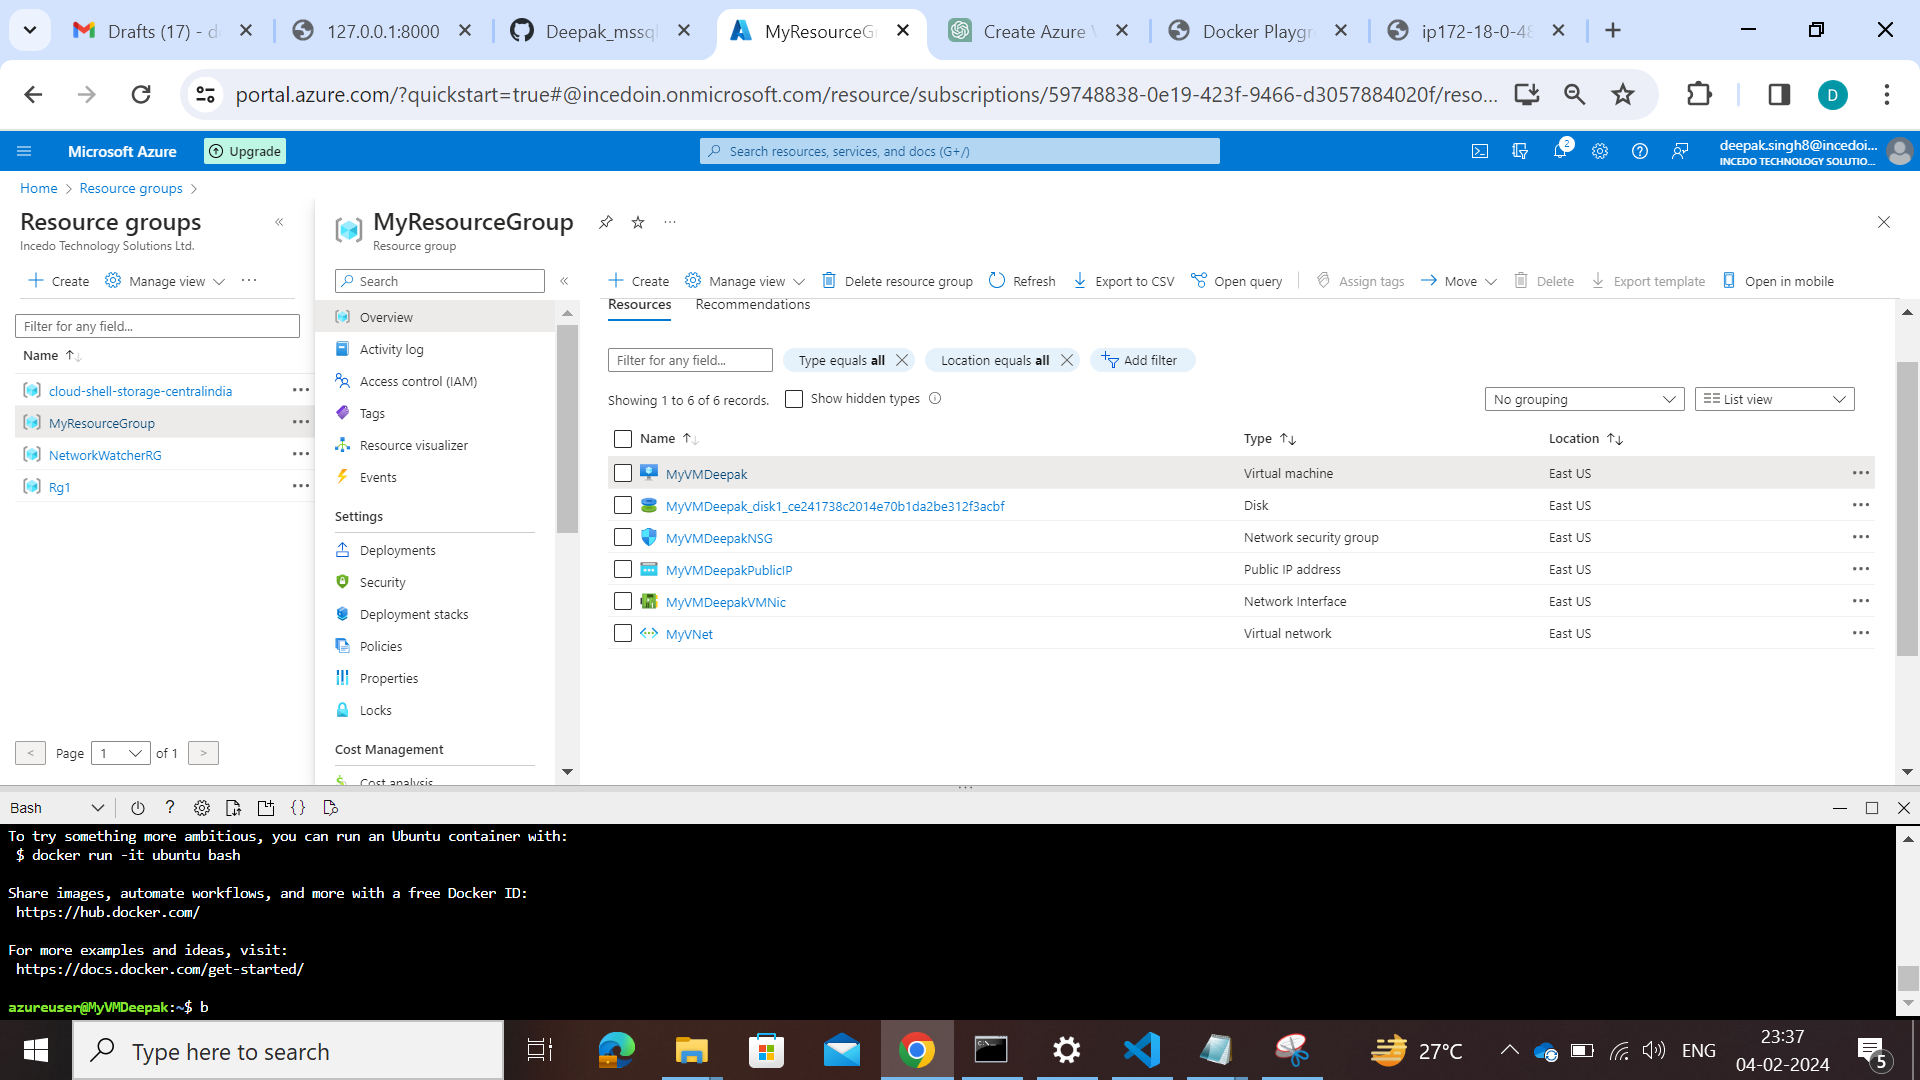 Drafts (17) - d
127.0.0.1:8000
Deepak_mssql
MyResourceGr
Create Azure V
Docker Playgr
ip172-18-0-48
portal.azure.com/?quickstart=true#@incedoin.onmicrosoft.com/resource/subscriptions/59748838-0e19-423f-9466-d3057884020f/reso...
D
Microsoft Azure
Upgrade
Search resources, services, and docs (G+/)
2
deepak.singh8@incedoi...
INCEDO TECHNOLOGY SOLUTIO...
Home > Resource groups >
Resource groups
Incedo Technology Solutions Ltd.
Create
Manage view
Filter for any field...
Name
cloud-shell-storage-centralindia
MyResourceGroup
NetworkWatcherRG
Rg1
< Page 1 of 1 >
MyResourceGroup
Resource group
Search
Overview
Activity log
Access control (IAM)
Tags
Resource visualizer
Events
Settings
Deployments
Security
Deployment stacks
Policies
Properties
Locks
Cost Management
Cost analysis
Create Manage view Delete resource group Refresh Export to CSV Open query Assign tags Move Delete Export template Open in mobile
Resources Recommendations
Filter for any field... Type equals all Location equals all Add filter
Showing 1 to 6 of 6 records. Show hidden types No grouping List view
Name Type Location
MyVMDeepak Virtual machine East US
MyVMDeepak_disk1_ce241738c2014e70b1da2be312f3acbf Disk East US
MyVMDeepakNSG Network security group East US
MyVMDeepakPublicIP Public IP address East US
MyVMDeepakVMNic Network Interface East US
MyVNet Virtual network East US
Bash
To try something more ambitious, you can run an Ubuntu container with:
$ docker run -it ubuntu bash
Share images, automate workflows, and more with a free Docker ID:
https://hub.docker.com/
For more examples and ideas, visit:
https://docs.docker.com/get-started/
azureuser@MyVMDeepak:~$ b
Type here to search
27°C
ENG
23:37
04-02-2024
5